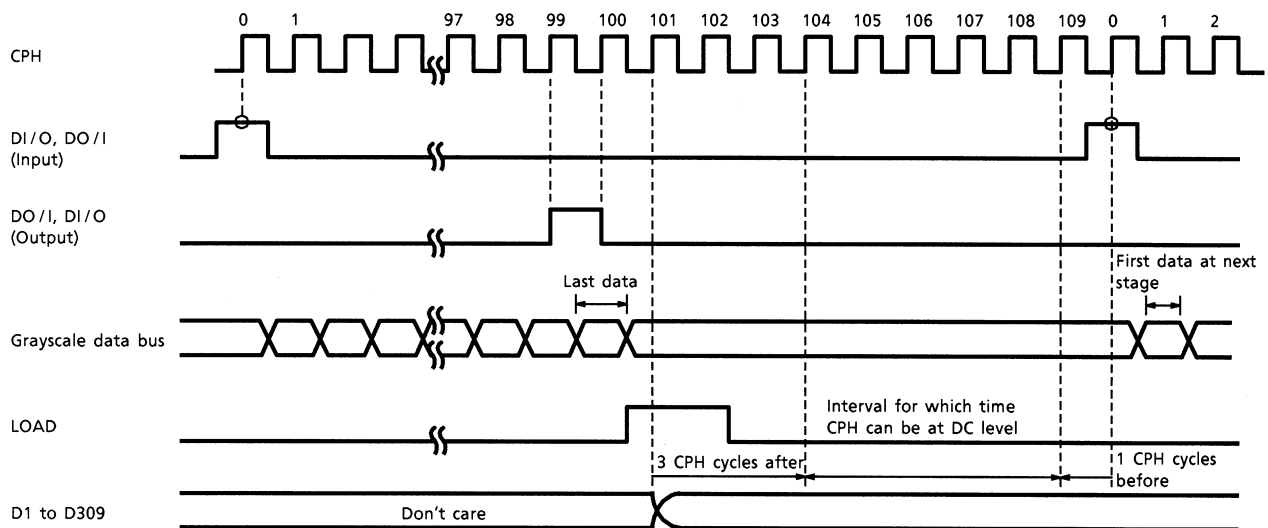 0 1 97 98 99 100 101 102 103 104 105 106 107 108 109 0 1 2
CPH
DI/O, DO/I
(Input)
DO/I, DI/O
(Output)
First data at next
stage
Last data
Grayscale data bus
Interval for which time
CPH can be at DC level
LOAD
3 CPH cycles after
1 CPH cycles
before
D1 to D309
Don't care